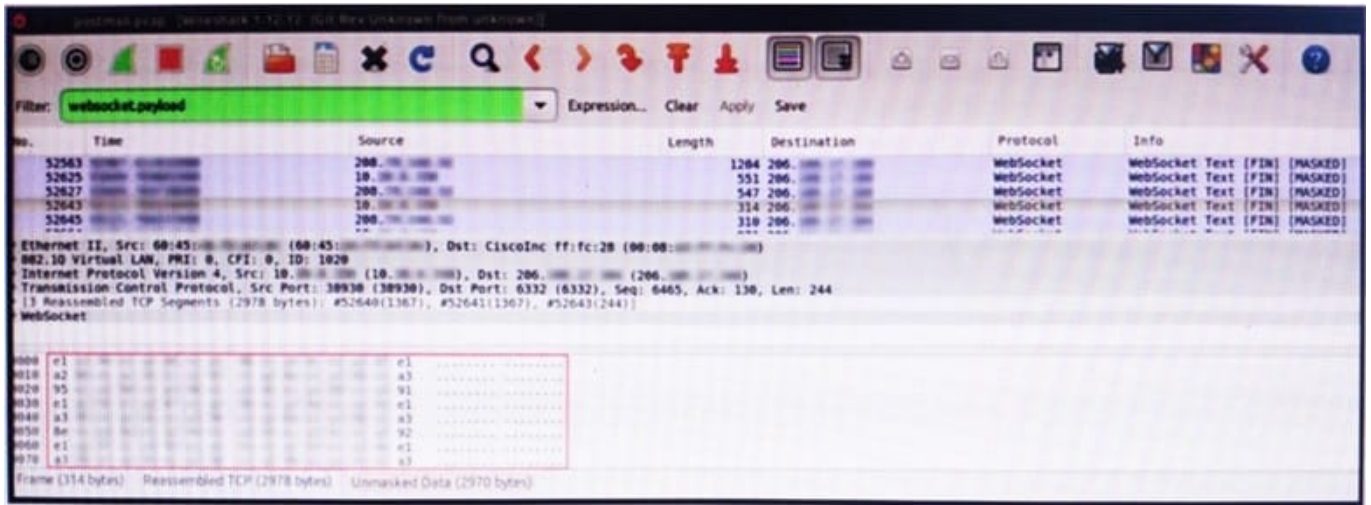 postman.pcap [Wireshark 1.12.12 (Git Rev Unknown from unknown)]
Filter: websocket.payload Expression... Clear Apply Save
No. Time Source Length Destination Protocol Info
52563 200. 1204 206. WebSocket WebSocket Text [FIN] [MASKED]
52625 10. 551 206. WebSocket WebSocket Text [FIN] [MASKED]
52627 200. 547 206. WebSocket WebSocket Text [FIN] [MASKED]
52643 10. 314 206. WebSocket WebSocket Text [FIN] [MASKED]
52645 200. 310 206. WebSocket WebSocket Text [FIN] [MASKED]
Ethernet II, Src: 60:45: (60:45: ), Dst: CiscoInc ff:fc:28 (00:08: )
802.1Q Virtual LAN, PRI: 0, CFI: 0, ID: 1020
Internet Protocol Version 4, Src: 10. (10. ), Dst: 206. (206. )
Transmission Control Protocol, Src Port: 38930 (38930), Dst Port: 6332 (6332), Seq: 6465, Ack: 130, Len: 244
[3 Reassembled TCP Segments (2978 bytes): #52640(1367), #52641(1367), #52643(244)]
WebSocket
0000 e1 e1
0010 a2 a3
0020 95 91
0030 e1 e1
0040 a3 a3
0050 8e 92
0060 e1 e1
0070 a3 a3
Frame (314 bytes) Reassembled TCP (2978 bytes) Unmasked Data (2970 bytes)